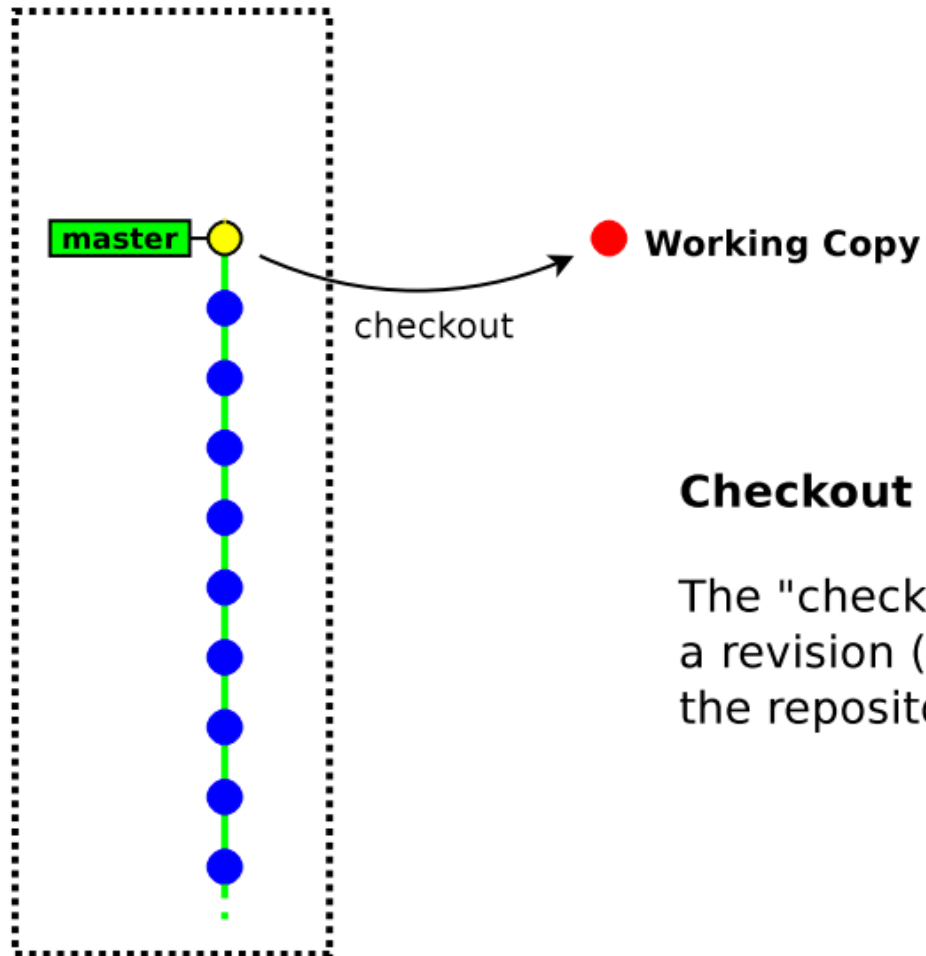 master
Working Copy
checkout
Checkout
The "check
a revision (
the reposit